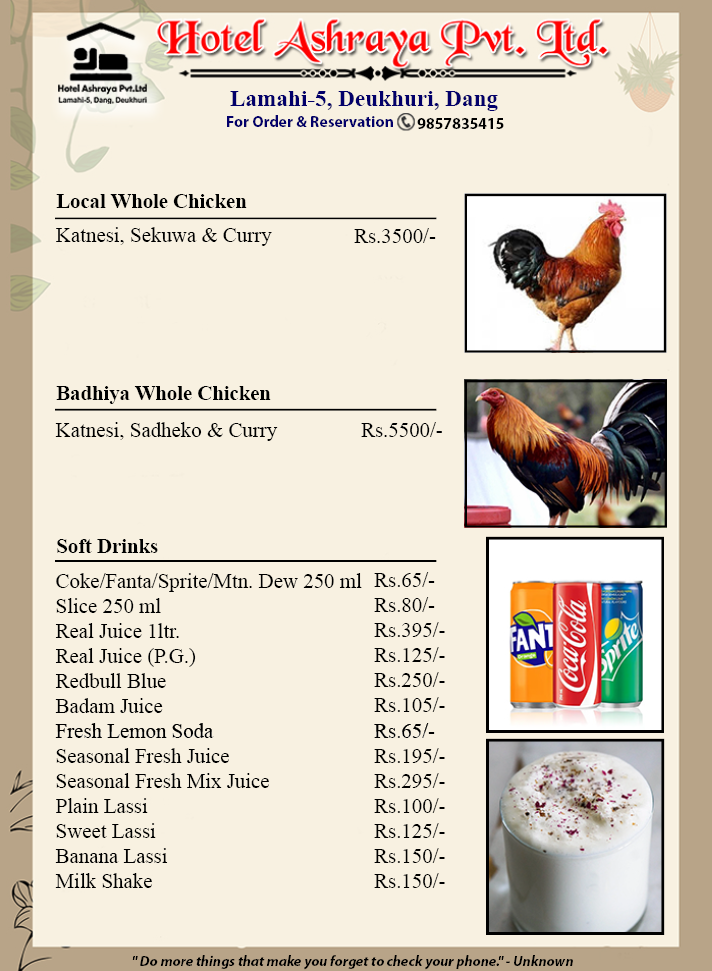 Hotel Ashraya Pvt. Ltd.
Hotel Ashraya Pvt.Ltd
Lamahi-5, Dang, Deukhuri
Lamahi-5, Deukhuri, Dang
For Order & Reservation 9857835415
Local Whole Chicken
Katnesi, Sekuwa & Curry Rs.3500/-
Badhiya Whole Chicken
Katnesi, Sadheko & Curry Rs.5500/-
Soft Drinks
Coke/Fanta/Sprite/Mtn. Dew 250 ml Rs.65/-
Slice 250 ml Rs.80/-
Real Juice 1ltr. Rs.395/-
Real Juice (P.G.) Rs.125/-
Redbull Blue Rs.250/-
Badam Juice Rs.105/-
Fresh Lemon Soda Rs.65/-
Seasonal Fresh Juice Rs.195/-
Seasonal Fresh Mix Juice Rs.295/-
Plain Lassi Rs.100/-
Sweet Lassi Rs.125/-
Banana Lassi Rs.150/-
Milk Shake Rs.150/-
FANT
Coca-Cola
Sprite
" Do more things that make you forget to check your phone." - Unknown